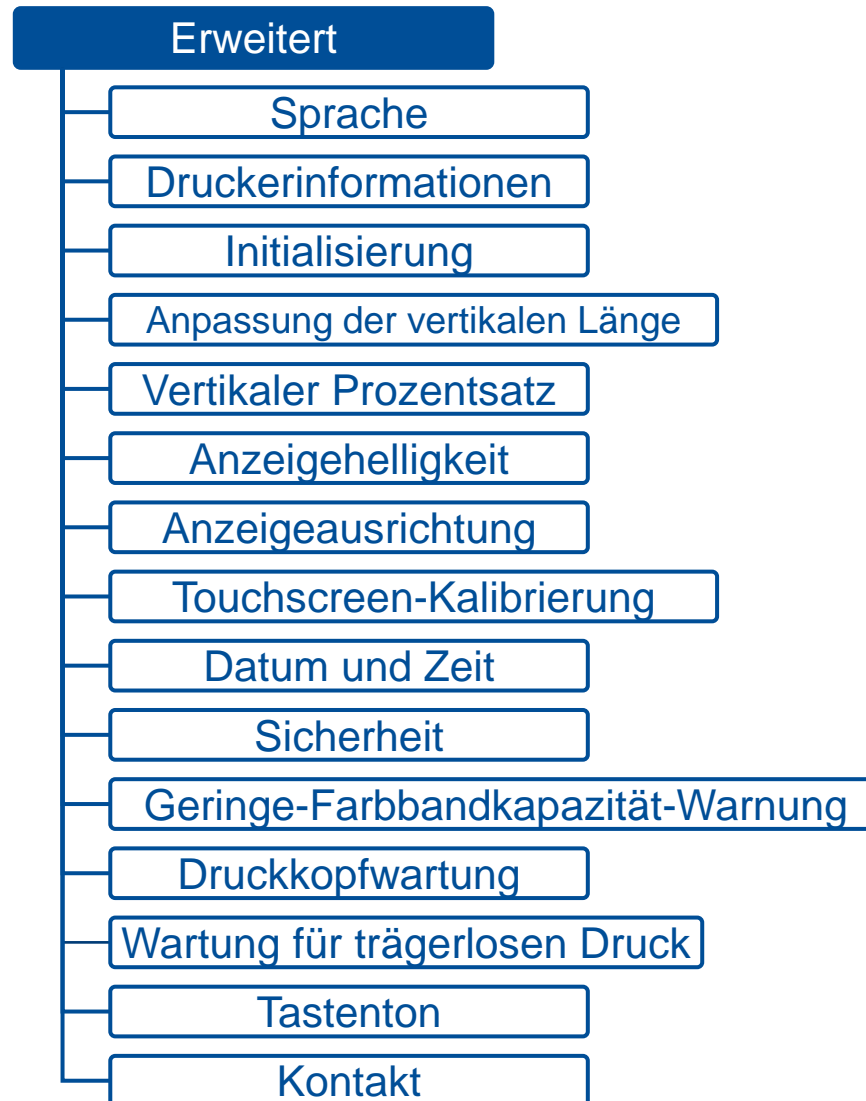 Erweitert
Sprache
Druckerinformationen
Initialisierung
Anpassung der vertikalen Länge
Vertikaler Prozentsatz
Anzeigehelligkeit
Anzeigeausrichtung
Touchscreen-Kalibrierung
Datum und Zeit
Sicherheit
Geringe-Farbbandkapazität-Warnung
Druckkopfwartung
Wartung für trägerlosen Druck
Tastenton
Kontakt